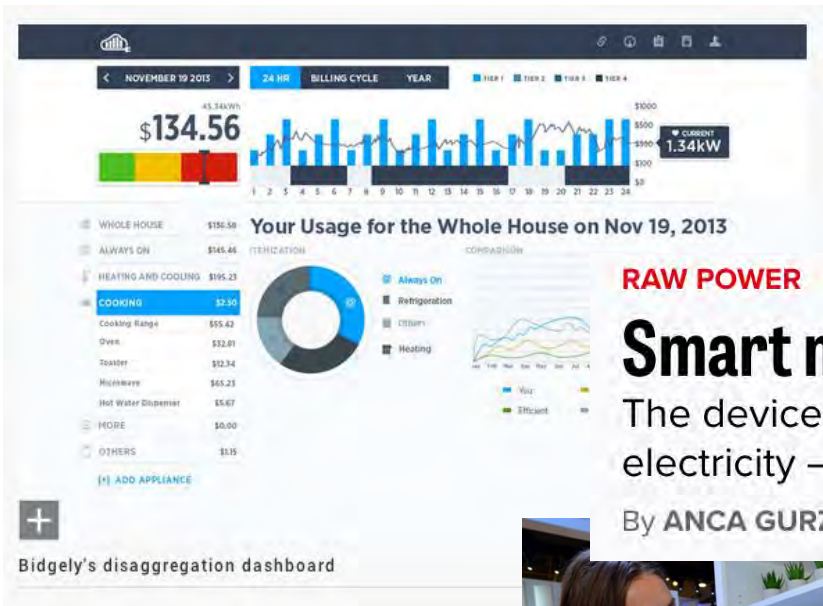 NOVEMBER 19 2013
24 HR BILLING CYCLE YEAR
TIER 1 TIER 2 TIER 3 TIER 4
45.34kWh
$134.56
$1000
$500
$300
$100
$0
CURRENT
1.34kW
1 2 3 4 5 6 7 8 9 10 11 12 13 14 15 16 17 18 19 20 21 22 23 24
Your Usage for the Whole House on Nov 19, 2013
WHOLE HOUSE
ALWAYS ON $145.46
HEATING AND COOLING $195.23
COOKING $2.50
Cooking Range $55.62
Oven $32.81
Toaster $12.34
Microwave $65.23
Hot Water Dispenser $5.67
MORE $0.00
OTHERS $1.15
[+] ADD APPLIANCE
ITEMIZATION
Always On
Refrigeration
Others
Heating
COMPARISON
You
Efficient
Bidgely's disaggregation dashboard
RAW POWER
Smart
The device
electricity –
By ANCA